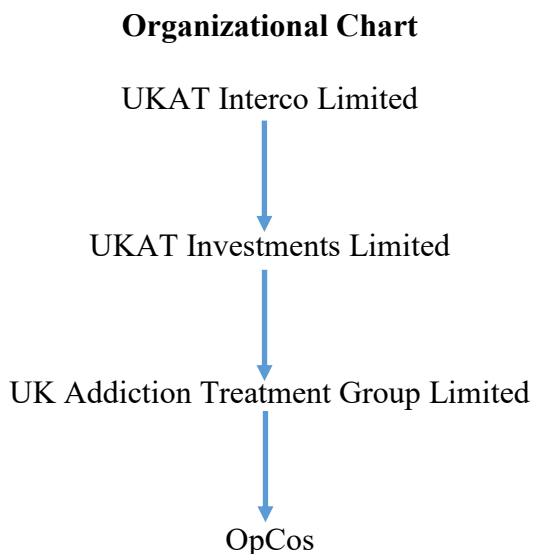 Organizational Chart
UKAT Interco Limited
UKAT Investments Limited
UK Addiction Treatment Group Limited
OpCos